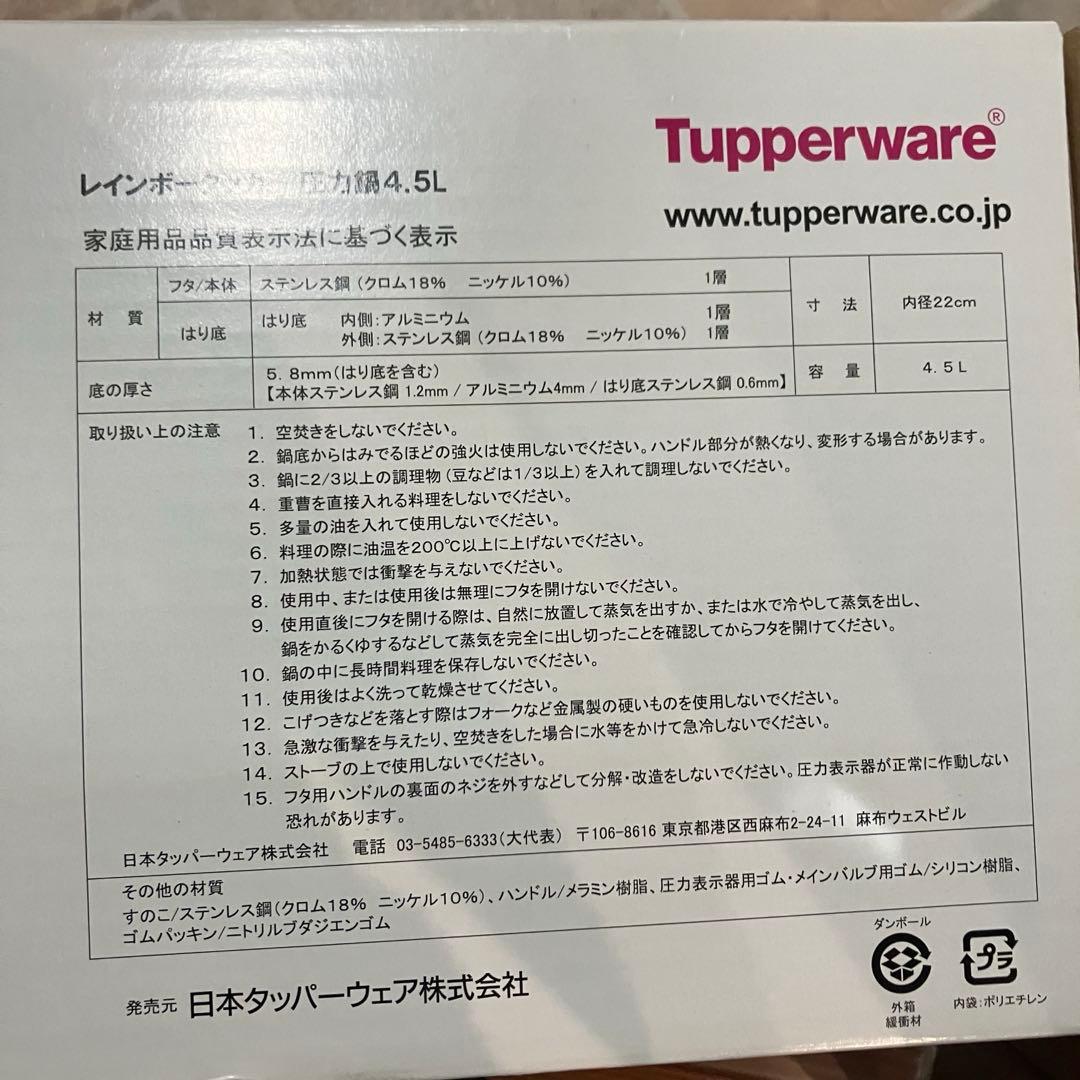 Tupperware®
www.tupperware.co.jp
レインボークッカー 圧力鍋4.5L
家庭用品品質表示法に基づく表示
材 質 フタ/本体 ステンレス鋼(クロム18% ニッケル10%) 1層
はり底 はり底 内側:アルミニウム 1層
外側:ステンレス鋼(クロム18% ニッケル10%) 1層
寸 法 内径22cm
底の厚さ 5.8mm(はり底を含む)
【本体ステンレス鋼 1.2mm / アルミニウム4mm / はり底ステンレス鋼 0.6mm】
容 量 4.5L
取り扱い上の注意 1. 空焚きをしないでください。
2. 鍋底からはみでるほどの強火は使用しないでください。ハンドル部分が熱くなり、変形する場合があります。
3. 鍋に2/3以上の調理物(豆などは1/3以上)を入れて調理しないでください。
4. 重曹を直接入れる料理をしないでください。
5. 多量の油を入れて使用しないでください。
6. 料理の際に油温を200℃以上に上げないでください。
7. 加熱状態では衝撃を与えないでください。
8. 使用中、または使用後は無理にフタを開けないでください。
9. 使用直後にフタを開ける際は、自然に放置して蒸気を出すか、または水で冷やして蒸気を出し、
鍋をかるくゆするなどして蒸気を完全に出し切ったことを確認してからフタを開けてください。
10. 鍋の中に長時間料理を保存しないでください。
11. 使用後はよく洗って乾燥させてください。
12. こげつきなどを落とす際はフォークなど金属製の硬いものを使用しないでください。
13. 急激な衝撃を与えたり、空焚きをした場合に水等をかけて急冷しないでください。
14. ストーブの上で使用しないでください。
15. フタ用ハンドルの裏面のネジを外すなどして分解・改造をしないでください。圧力表示器が正常に作動しない
恐れがあります。
日本タッパーウェア株式会社 電話 03-5485-6333(大代表) 〒106-8616 東京都港区西麻布2-24-11 麻布ウェストビル
その他の材質
すのこ/ステンレス鋼(クロム18% ニッケル10%)、ハンドル/メラミン樹脂、圧力表示器用ゴム・メインバルブ用ゴム/シリコン樹脂、
ゴムパッキン/ニトリルブダジエンゴム
発売元 日本タッパーウェア株式会社
ダンボール
外箱
緩衝材
プラ
内袋:ポリエチレン